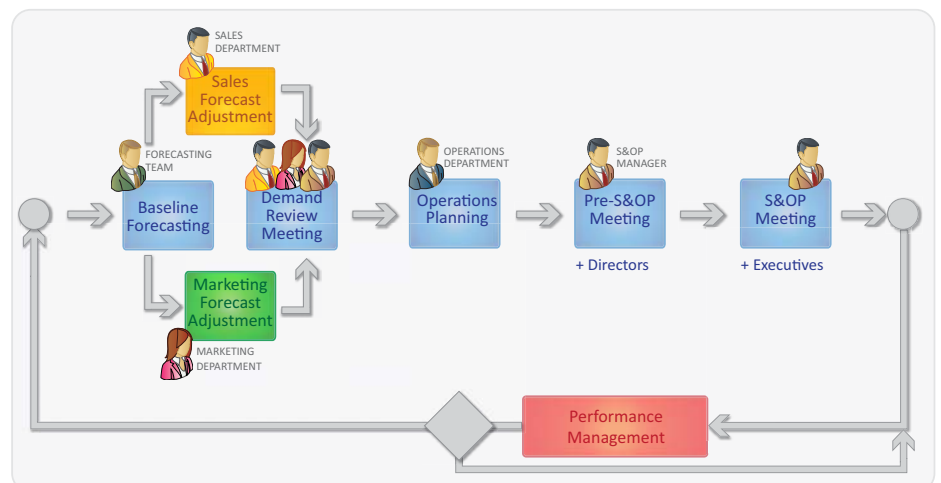 SALES
DEPARTMENT
Sales
Forecast
Adjustment
FORECASTING
TEAM
Baseline
Forecasting
Demand
Review
Meeting
Marketing
Forecast
Adjustment
MARKETING
DEPARTMENT
OPERATIONS
DEPARTMENT
Operations
Planning
S&OP
MANAGER
Pre-S&OP
Meeting
+ Directors
S&OP
Meeting
+ Executives
Performance
Management